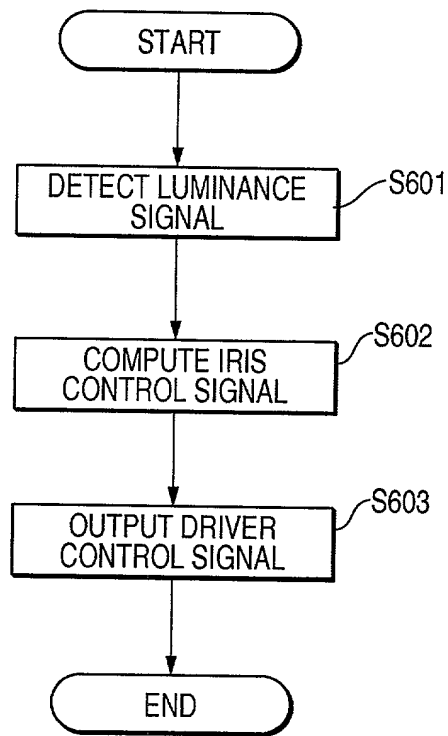 START
DETECT LUMINANCE
SIGNAL
S601
COMPUTE IRIS
CONTROL SIGNAL
S602
OUTPUT DRIVER
CONTROL SIGNAL
S603
END